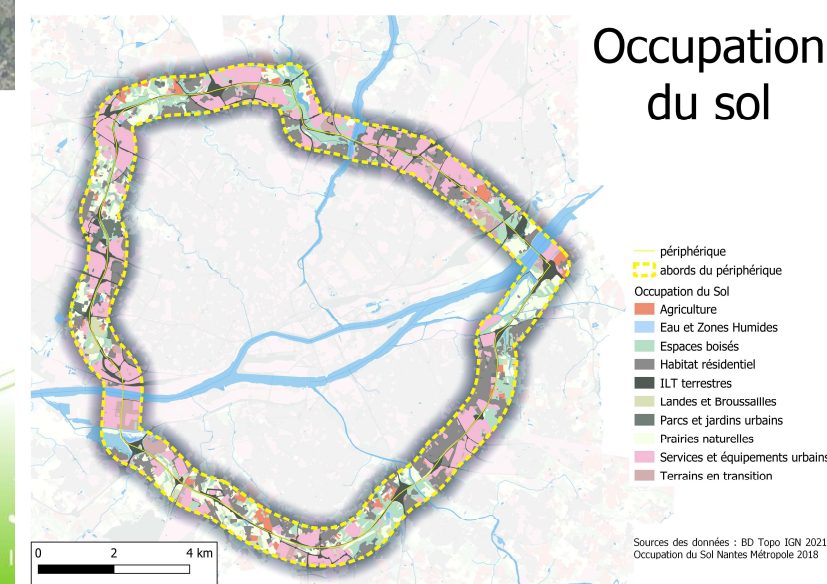 Occupation
du sol
périphérique
abords du périphérique
Occupation du Sol
Agriculture
Eau et Zones Humides
Espaces boisés
Habitat résidentiel
ILT terrestres
Landes et Broussailles
Parcs et jardins urbains
Prairies naturelles
Services et équipements urbains
Terrains en transition
0 2 4 km
Sources des données : BD Topo IGN 2021
Occupation du Sol Nantes Métropole 2018